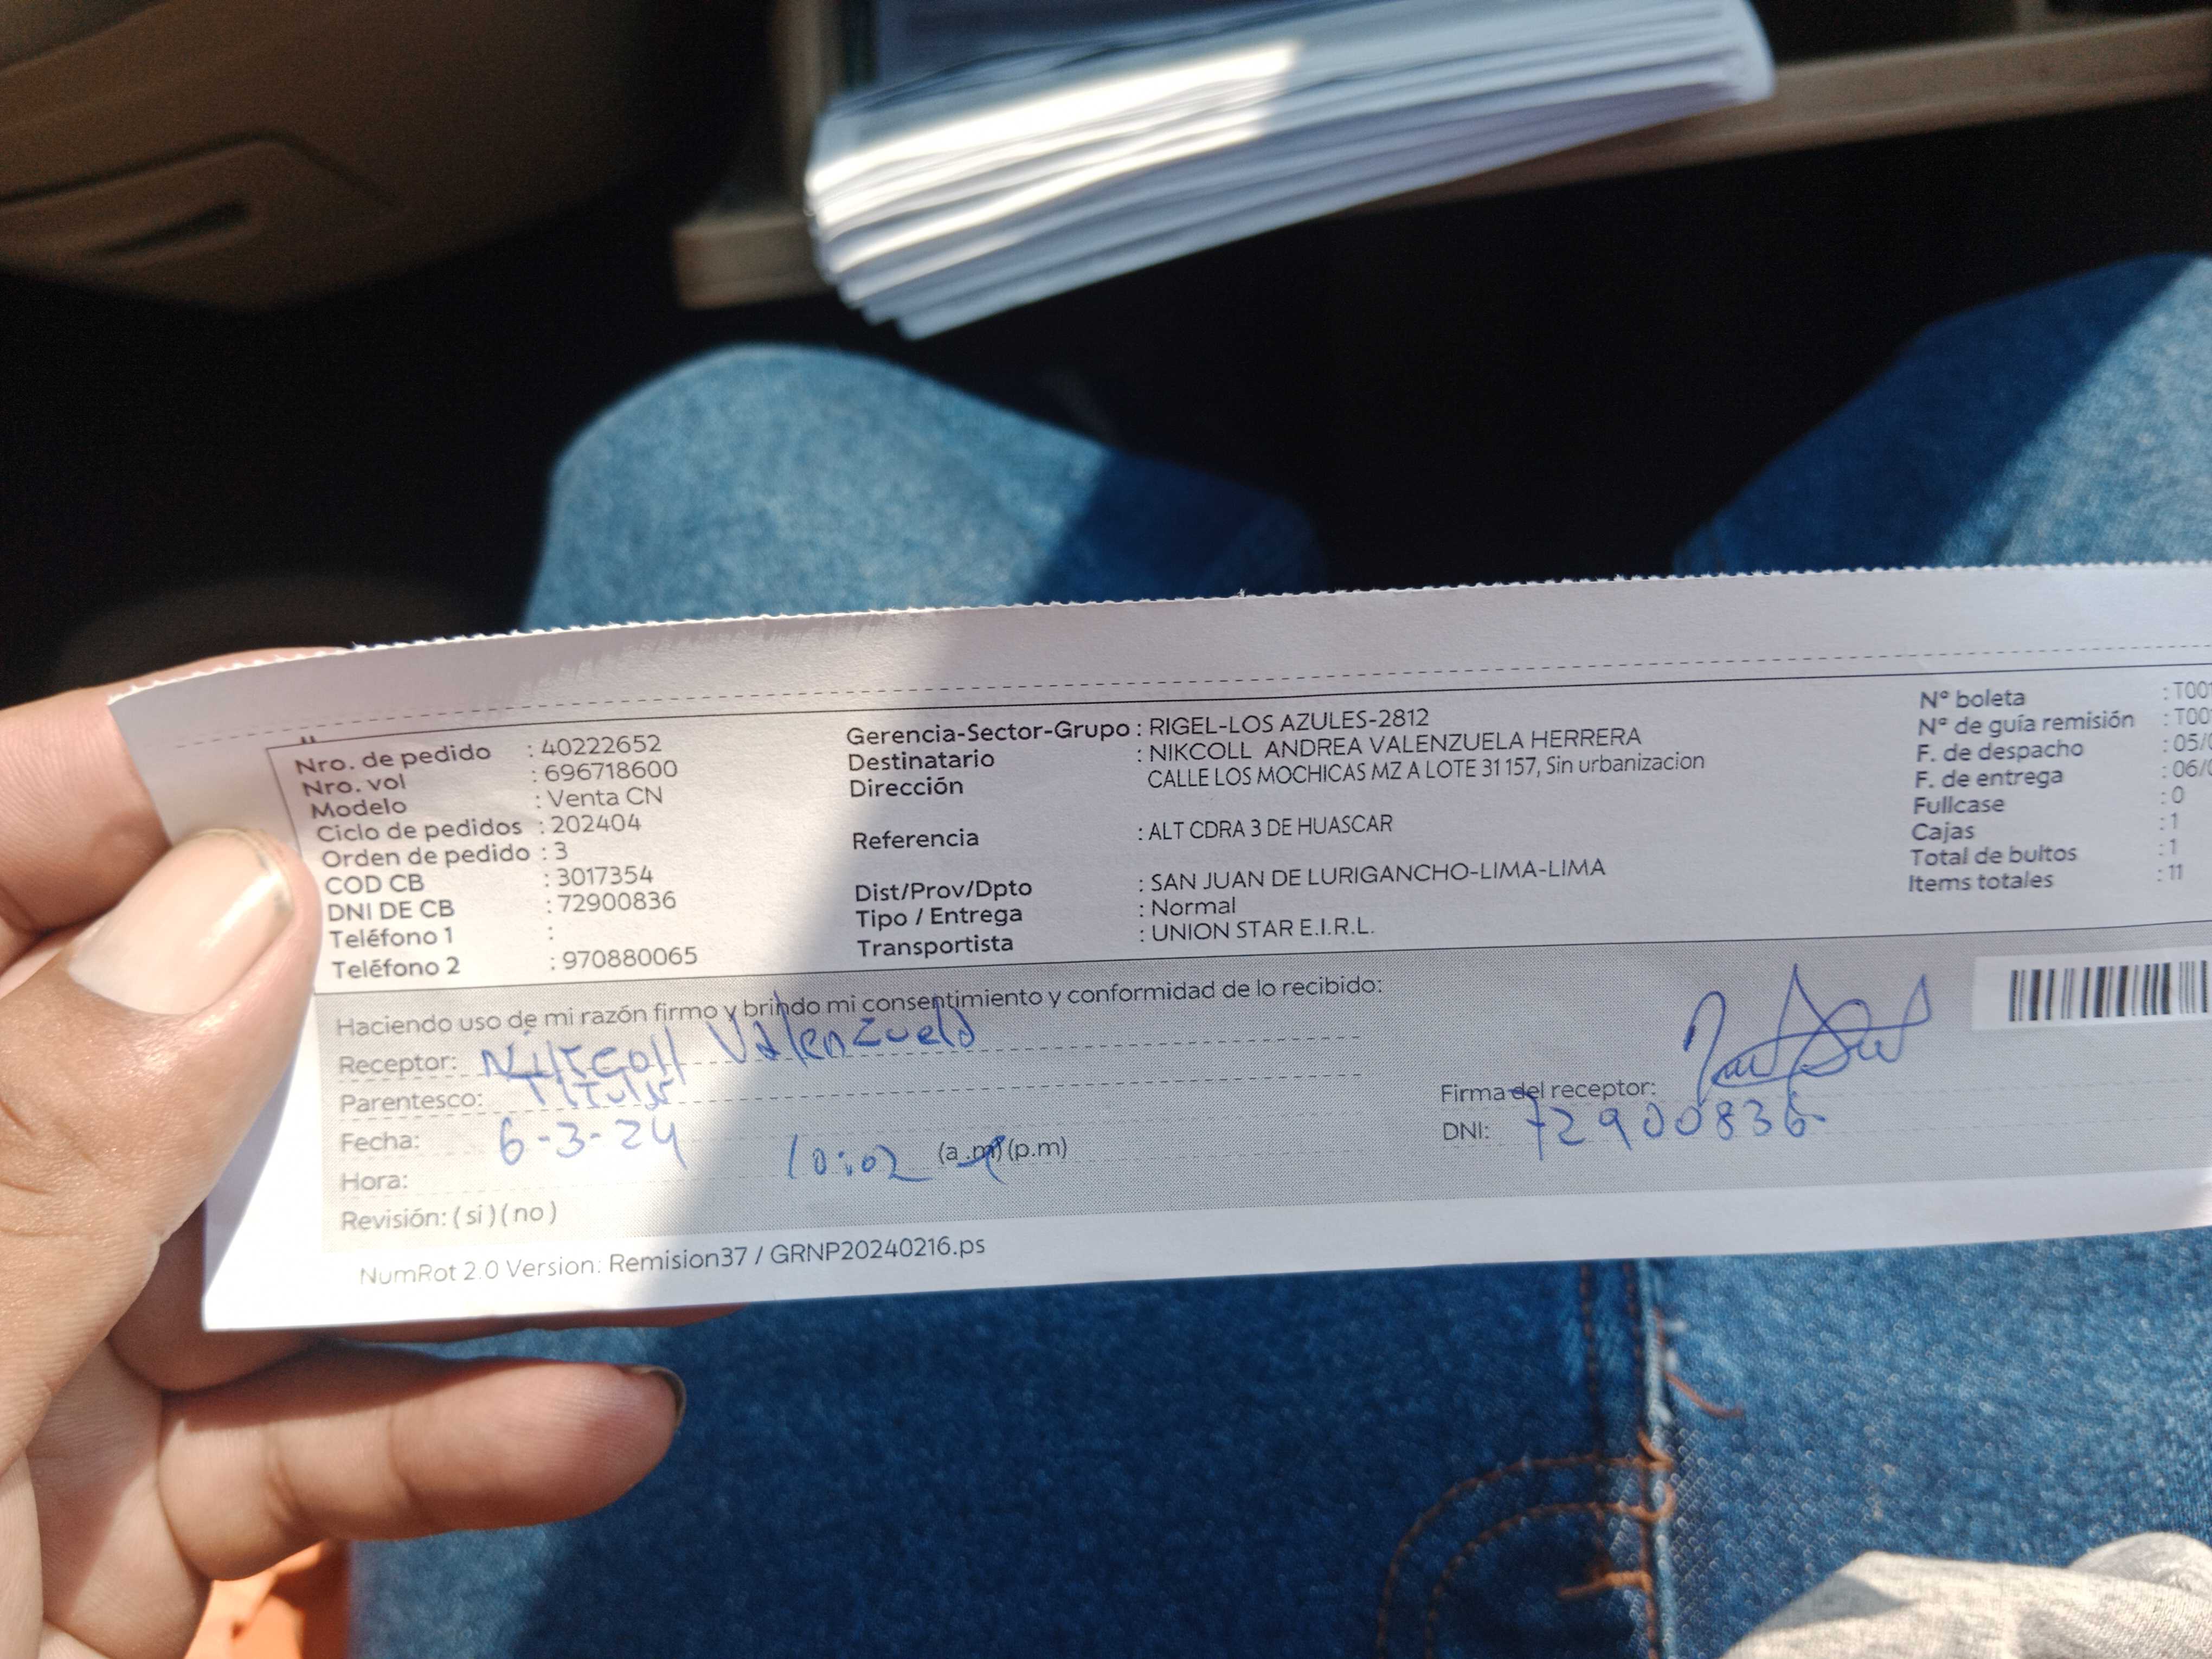 Nro. de pedido : 40222652
Nro. vol : 696718600
Modelo : Venta CN
Ciclo de pedidos : 202404
Orden de pedido : 3
COD CB : 3017354
DNI DE CB : 72900836
Teléfono 1 :
Teléfono 2 : 970880065
Gerencia-Sector-Grupo : RIGEL-LOS AZULES-2812
Destinatario : NIKCOLL ANDREA VALENZUELA HERRERA
Dirección CALLE LOS MOCHICAS MZ A LOTE 31 157, Sin urbanizacion
Referencia : ALT CDRA 3 DE HUASCAR
Dist/Prov/Dpto : SAN JUAN DE LURIGANCHO-LIMA-LIMA
Tipo / Entrega : Normal
Transportista : UNION STAR E.I.R.L.
Nº boleta : T001
Nº de guía remisión : T001
F. de despacho : 05/
F. de entrega : 06/
Fullcase : 0
Cajas : 1
Total de bultos : 1
Items totales : 11
Haciendo uso de mi razón firmo y brindo mi consentimiento y conformidad de lo recibido:
Receptor: Nikcoll Valenzuela
Parentesco: Titular
Fecha: 6-3-24
Hora: 10:02 (a.m)(p.m)
Revisión: ( si ) ( no )
Firma del receptor:
DNI: 72900836
NumRot 2.0 Version: Remision37 / GRNP20240216.ps